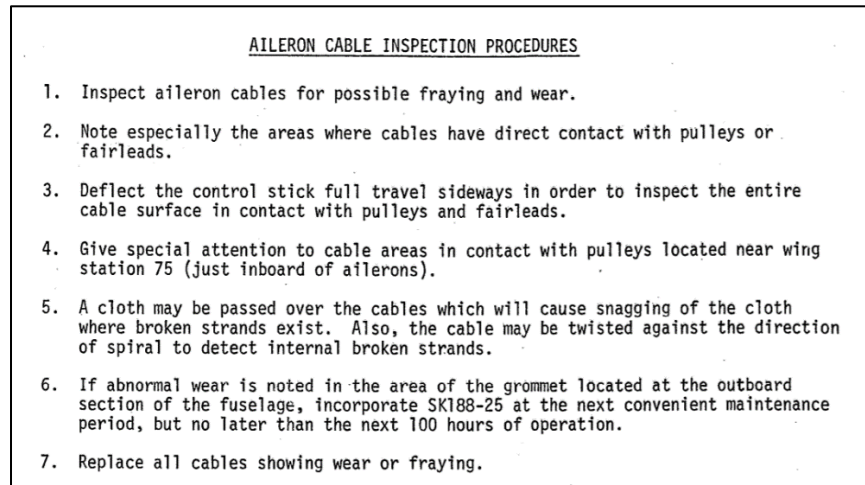 AILERON CABLE INSPECTION PROCEDURES
1. Inspect aileron cables for possible fraying and wear.
2. Note especially the areas where cables have direct contact with pulleys or
fairleads.
3. Deflect the control stick full travel sideways in order to inspect the entire
cable surface in contact with pulleys and fairleads.
4. Give special attention to cable areas in contact with pulleys located near wing
station 75 (just inboard of ailerons).
5. A cloth may be passed over the cables which will cause snagging of the cloth
where broken strands exist. Also, the cable may be twisted against the direction
of spiral to detect internal broken strands.
6. If abnormal wear is noted in the area of the grommet located at the outboard
section of the fuselage, incorporate SK188-25 at the next convenient maintenance
period, but no later than the next 100 hours of operation.
7. Replace all cables showing wear or fraying.